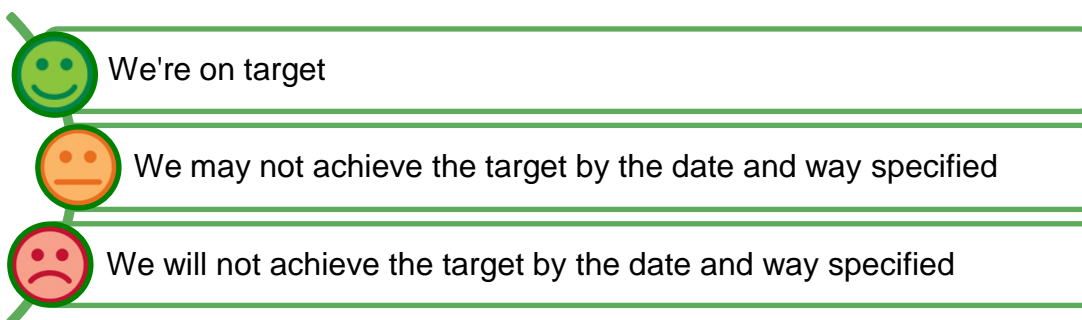 We're on target
We may not achieve the target by the date and way specified
We will not achieve the target by the date and way specified